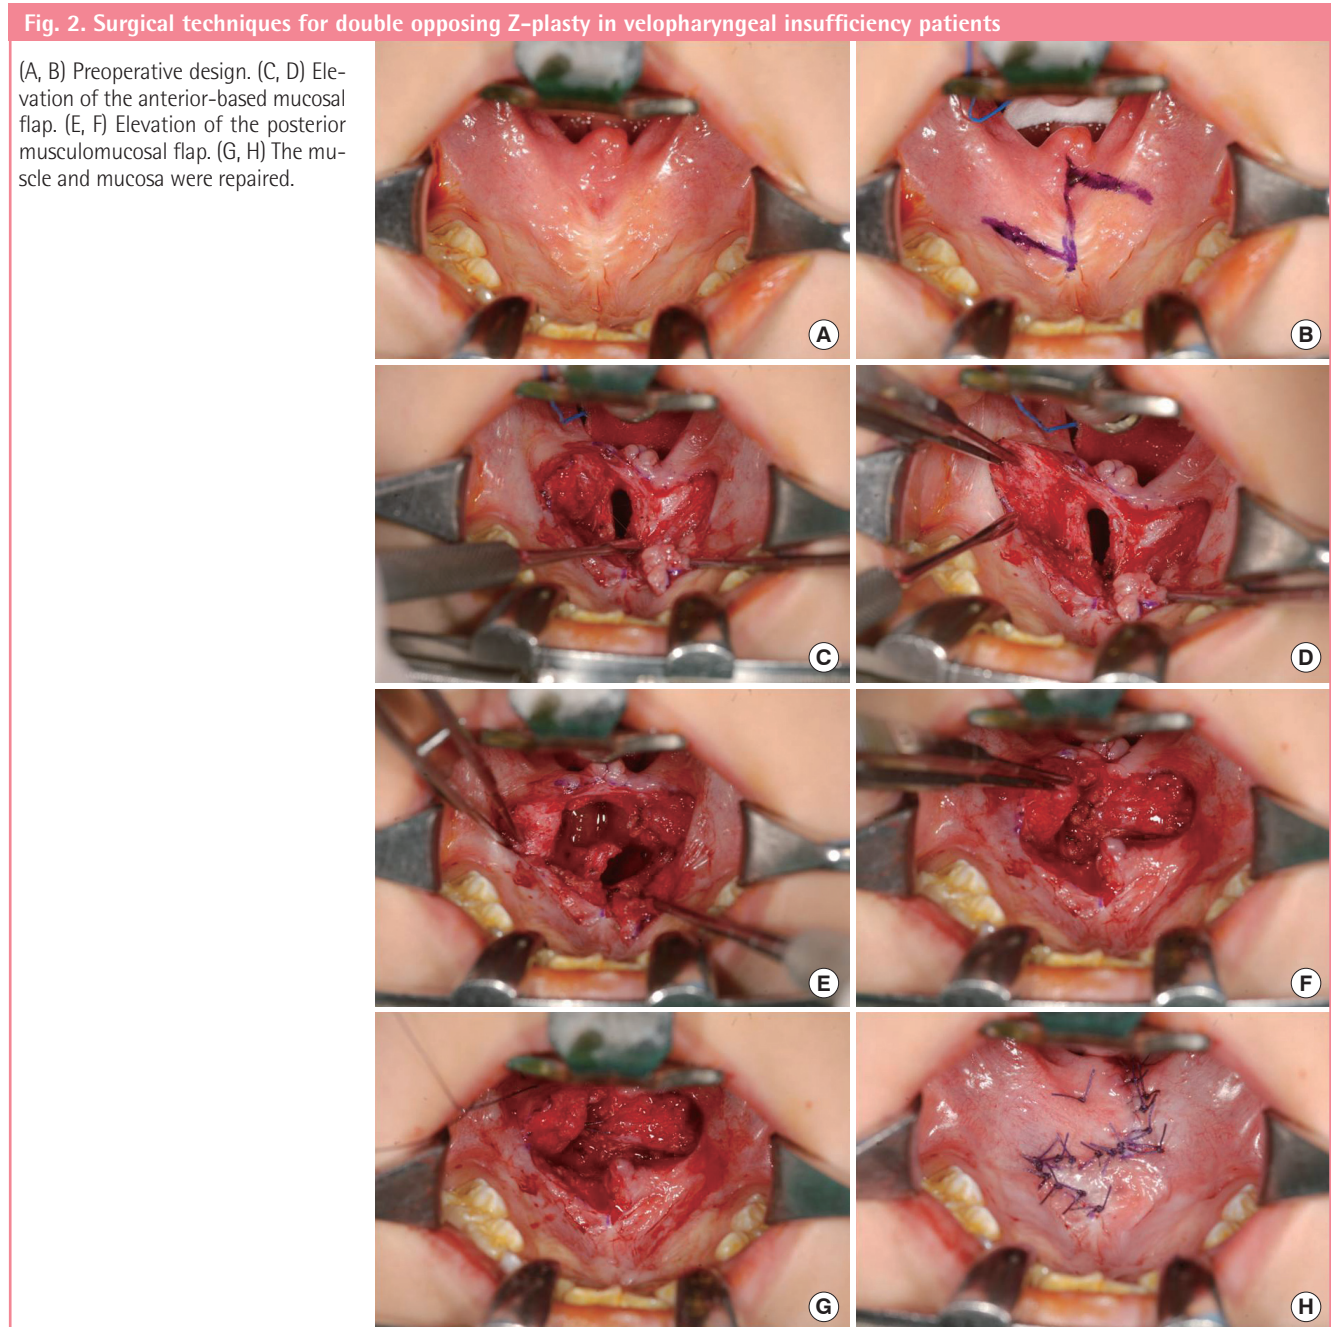 Fig. 2. Surgical techniques for double opposing Z-plasty in velopharyngeal insufficiency patients
(A, B) Preoperative design. (C, D) Ele-
vation of the anterior-based mucosal
flap. (E, F) Elevation of the posterior
musculomucosal flap. (G, H) The mu-
scle and mucosa were repaired.
A
B
C
D
E
F
G
H